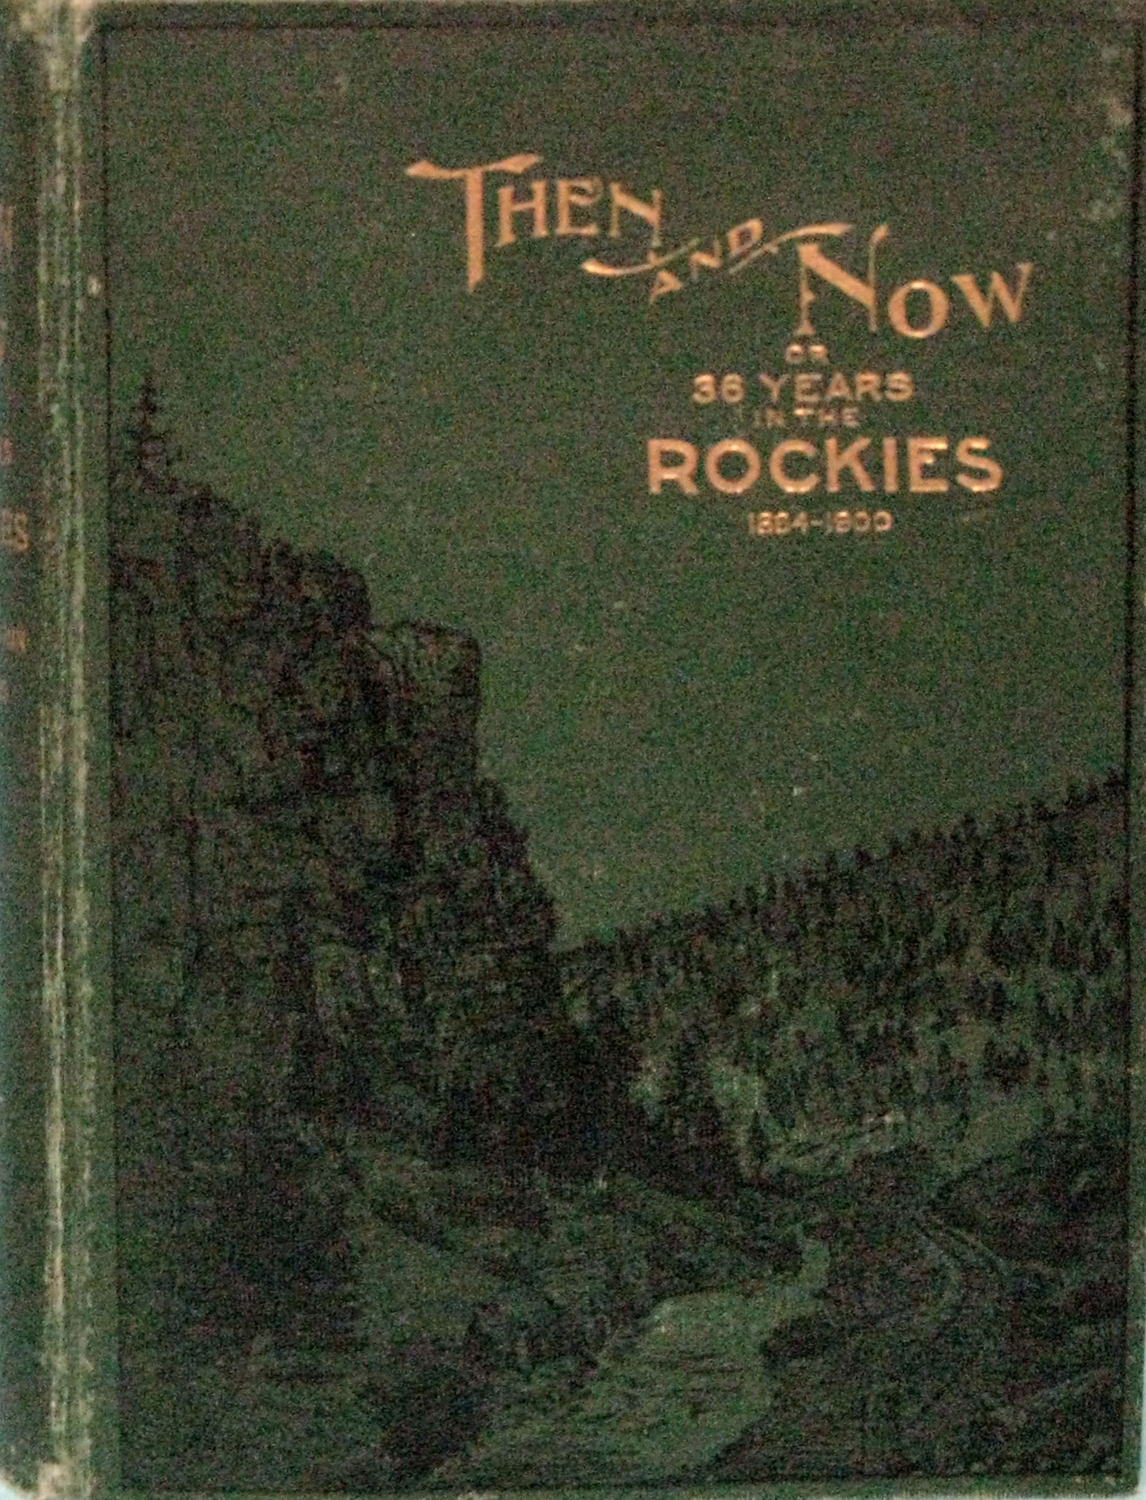 THEN
AND
NOW
OR
36 YEARS
IN THE
ROCKIES
1864-1900